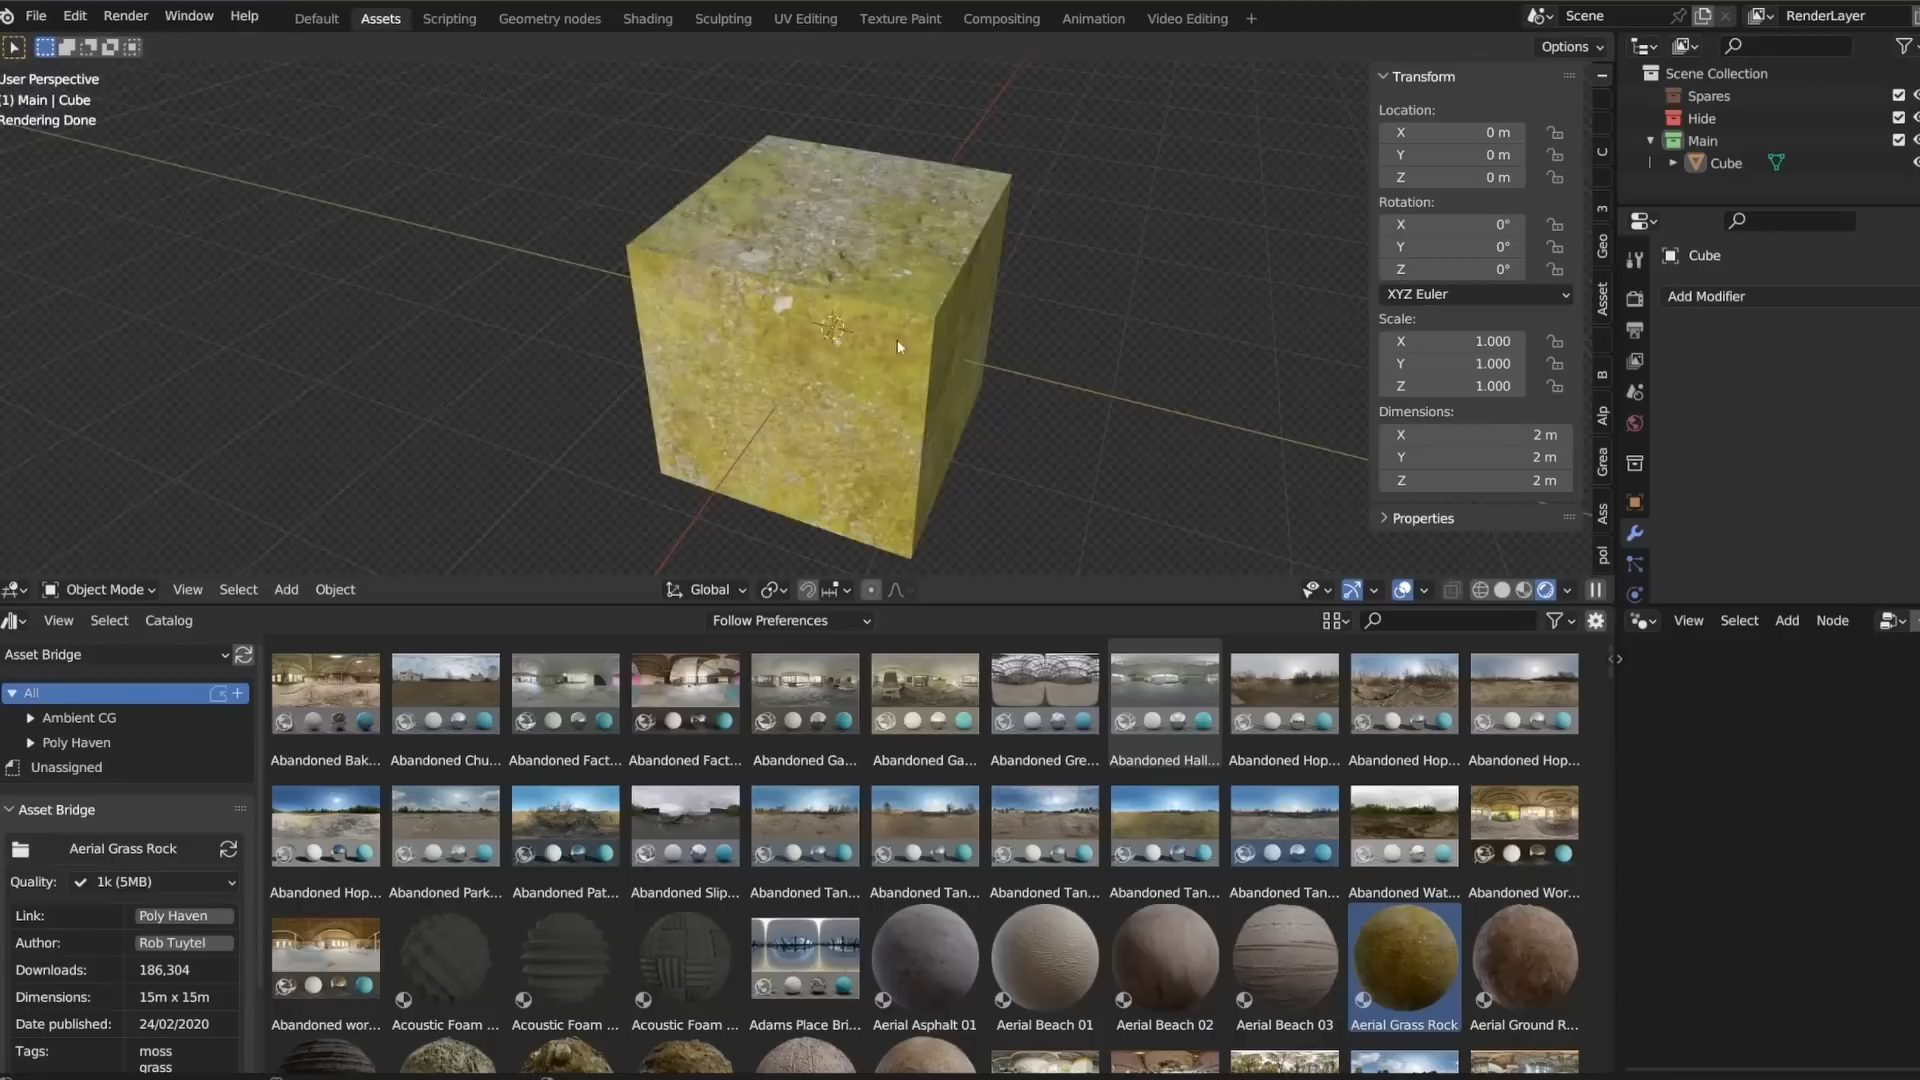 File Edit Render Window Help Default Assets Scripting Geometry nodes Shading Sculpting UV Editing Texture Paint Compositing Animation Video Editing + Scene RenderLayer
Options
User Perspective
(1) Main | Cube
Rendering Done
Transform
Location:
X 0 m
Y 0 m
Z 0 m
Rotation:
X 0°
Y 0°
Z 0°
XYZ Euler
Scale:
X 1.000
Y 1.000
Z 1.000
Dimensions:
X 2 m
Y 2 m
Z 2 m
Properties
C
3
Geo
Asset
B
Alp
Grea
Ass
pol
Scene Collection
Spares
Hide
Main
Cube
Cube
Add Modifier
Object Mode View Select Add Object Global
View Select Catalog Follow Preferences
View Select Add Node
Asset Bridge
All
Ambient CG
Poly Haven
Unassigned
Asset Bridge
Aerial Grass Rock
Quality: 1k (5MB)
Link: Poly Haven
Author: Rob Tuytel
Downloads: 186,304
Dimensions: 15m x 15m
Date published: 24/02/2020
Tags: moss
grass
Abandoned Bak... Abandoned Chu... Abandoned Fact... Abandoned Fact... Abandoned Ga... Abandoned Ga... Abandoned Gre... Abandoned Hall... Abandoned Hop... Abandoned Hop... Abandoned Hop...
Abandoned Hop... Abandoned Park... Abandoned Pat... Abandoned Slip... Abandoned Tan... Abandoned Tan... Abandoned Tan... Abandoned Tan... Abandoned Tan... Abandoned Wat... Abandoned Wor...
Abandoned wor... Acoustic Foam ... Acoustic Foam ... Acoustic Foam ... Adams Place Bri... Aerial Asphalt 01 Aerial Beach 01 Aerial Beach 02 Aerial Beach 03 Aerial Grass Rock Aerial Ground R...